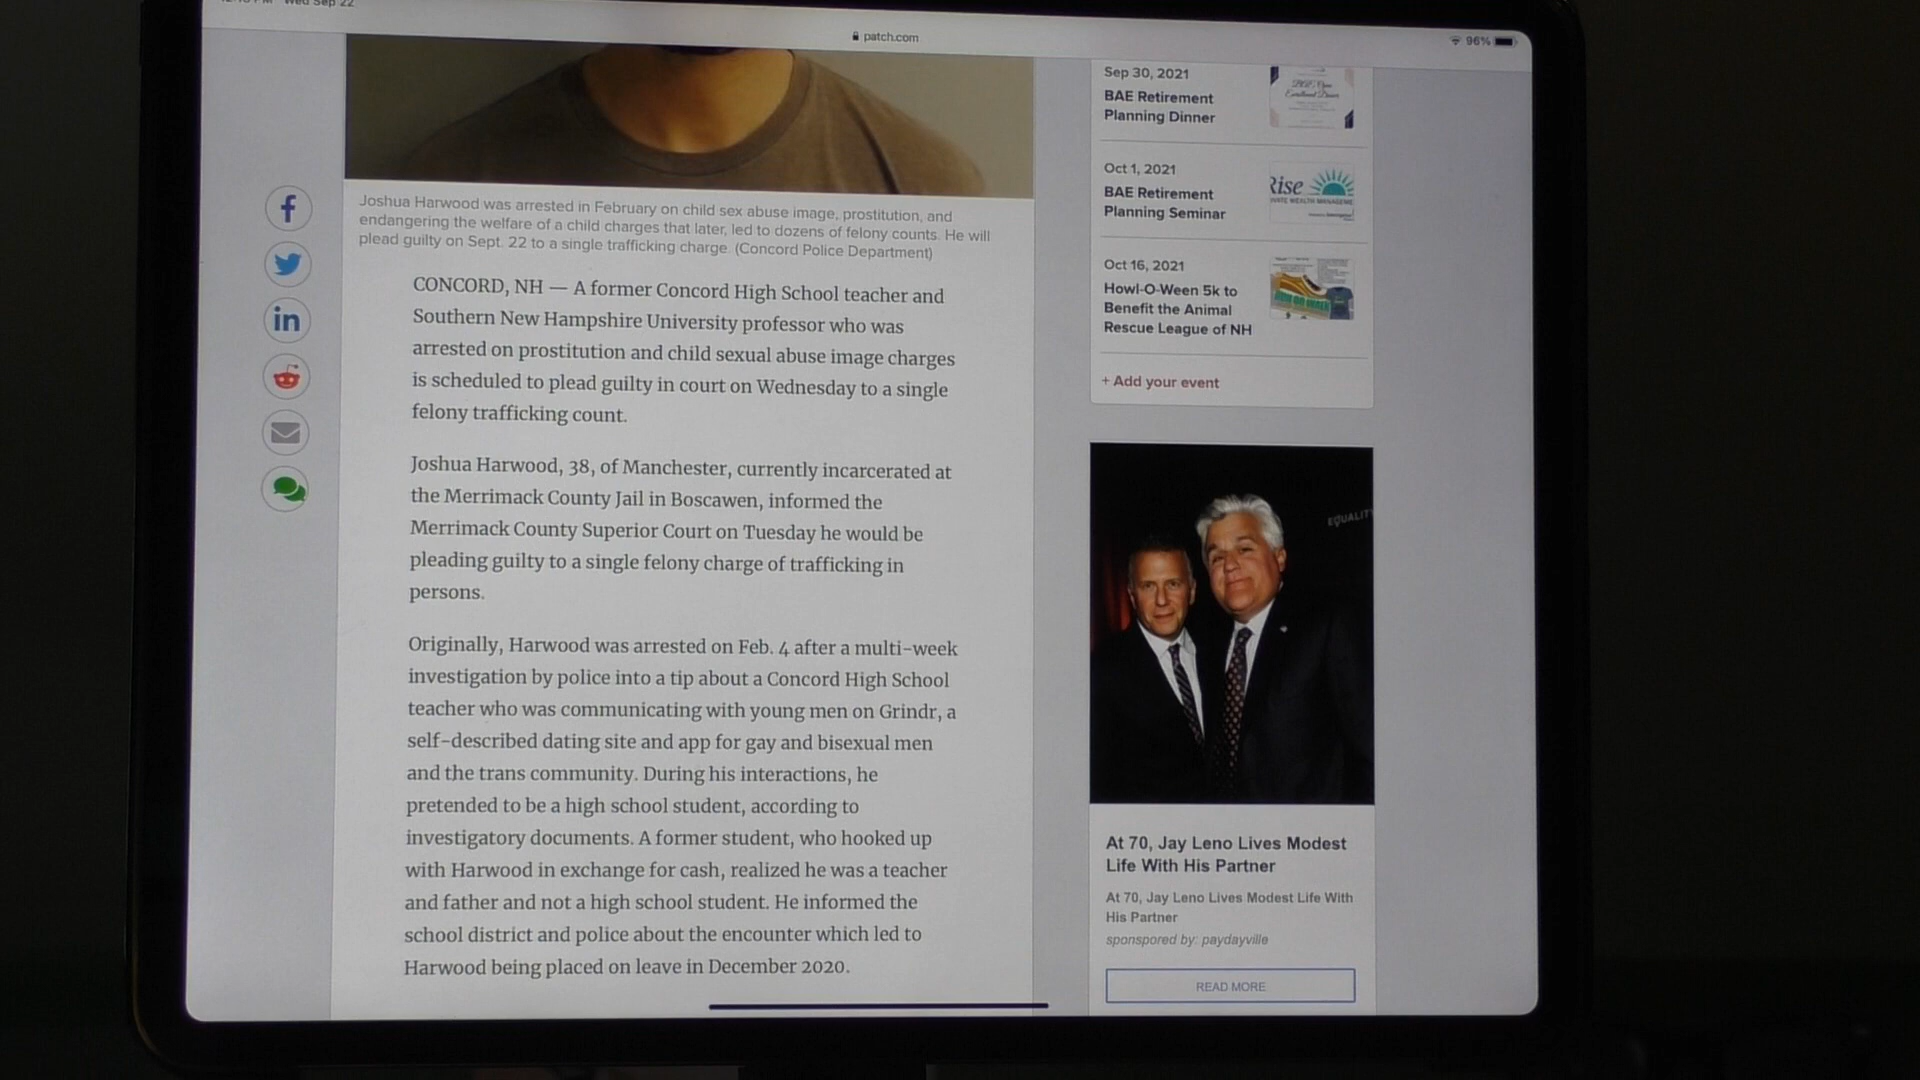 Wed Sep 22
patch.com
96%
Joshua Harwood was arrested in February on child sex abuse image, prostitution, and
endangering the welfare of a child charges that later, led to dozens of felony counts. He will
plead guilty on Sept. 22 to a single trafficking charge. (Concord Police Department)
CONCORD, NH — A former Concord High School teacher and
Southern New Hampshire University professor who was
arrested on prostitution and child sexual abuse image charges
is scheduled to plead guilty in court on Wednesday to a single
felony trafficking count.
Joshua Harwood, 38, of Manchester, currently incarcerated at
the Merrimack County Jail in Boscawen, informed the
Merrimack County Superior Court on Tuesday he would be
pleading guilty to a single felony charge of trafficking in
persons.
Originally, Harwood was arrested on Feb. 4 after a multi-week
investigation by police into a tip about a Concord High School
teacher who was communicating with young men on Grindr, a
self-described dating site and app for gay and bisexual men
and the trans community. During his interactions, he
pretended to be a high school student, according to
investigatory documents. A former student, who hooked up
with Harwood in exchange for cash, realized he was a teacher
and father and not a high school student. He informed the
school district and police about the encounter which led to
Harwood being placed on leave in December 2020.
Sep 30, 2021
BAE Retirement
Planning Dinner
Oct 1, 2021
BAE Retirement
Planning Seminar
Rise
Oct 16, 2021
Howl-O-Ween 5k to
Benefit the Animal
Rescue League of NH
+ Add your event
EQUALITY
At 70, Jay Leno Lives Modest
Life With His Partner
At 70, Jay Leno Lives Modest Life With
His Partner
sponspored by: paydayville
READ MORE